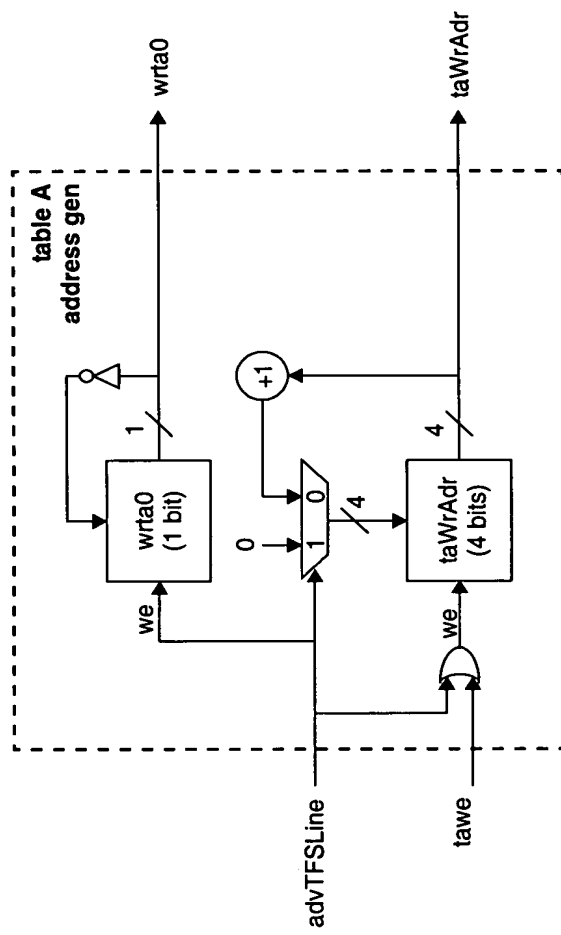 table A
address gen
wrta0
1
we
wrta0
(1 bit)
+1
0
1 0
4
advTFSLine
4
we
taWrAdr
(4 bits)
taWrAdr
tawe